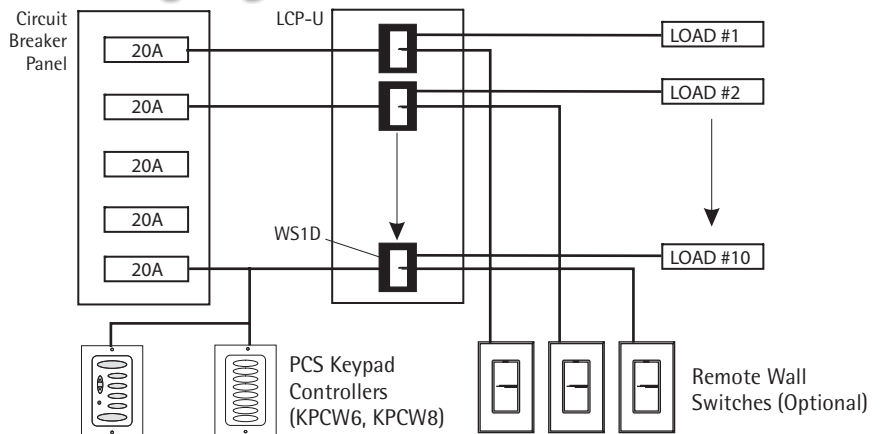 Circuit
Breaker
Panel
LCP-U
20A
LOAD #1
20A
LOAD #2
20A
20A
WS1D
20A
LOAD #10
PCS Keypad
Controllers
(KPCW6, KPCW8)
Remote Wall
Switches (Optional)